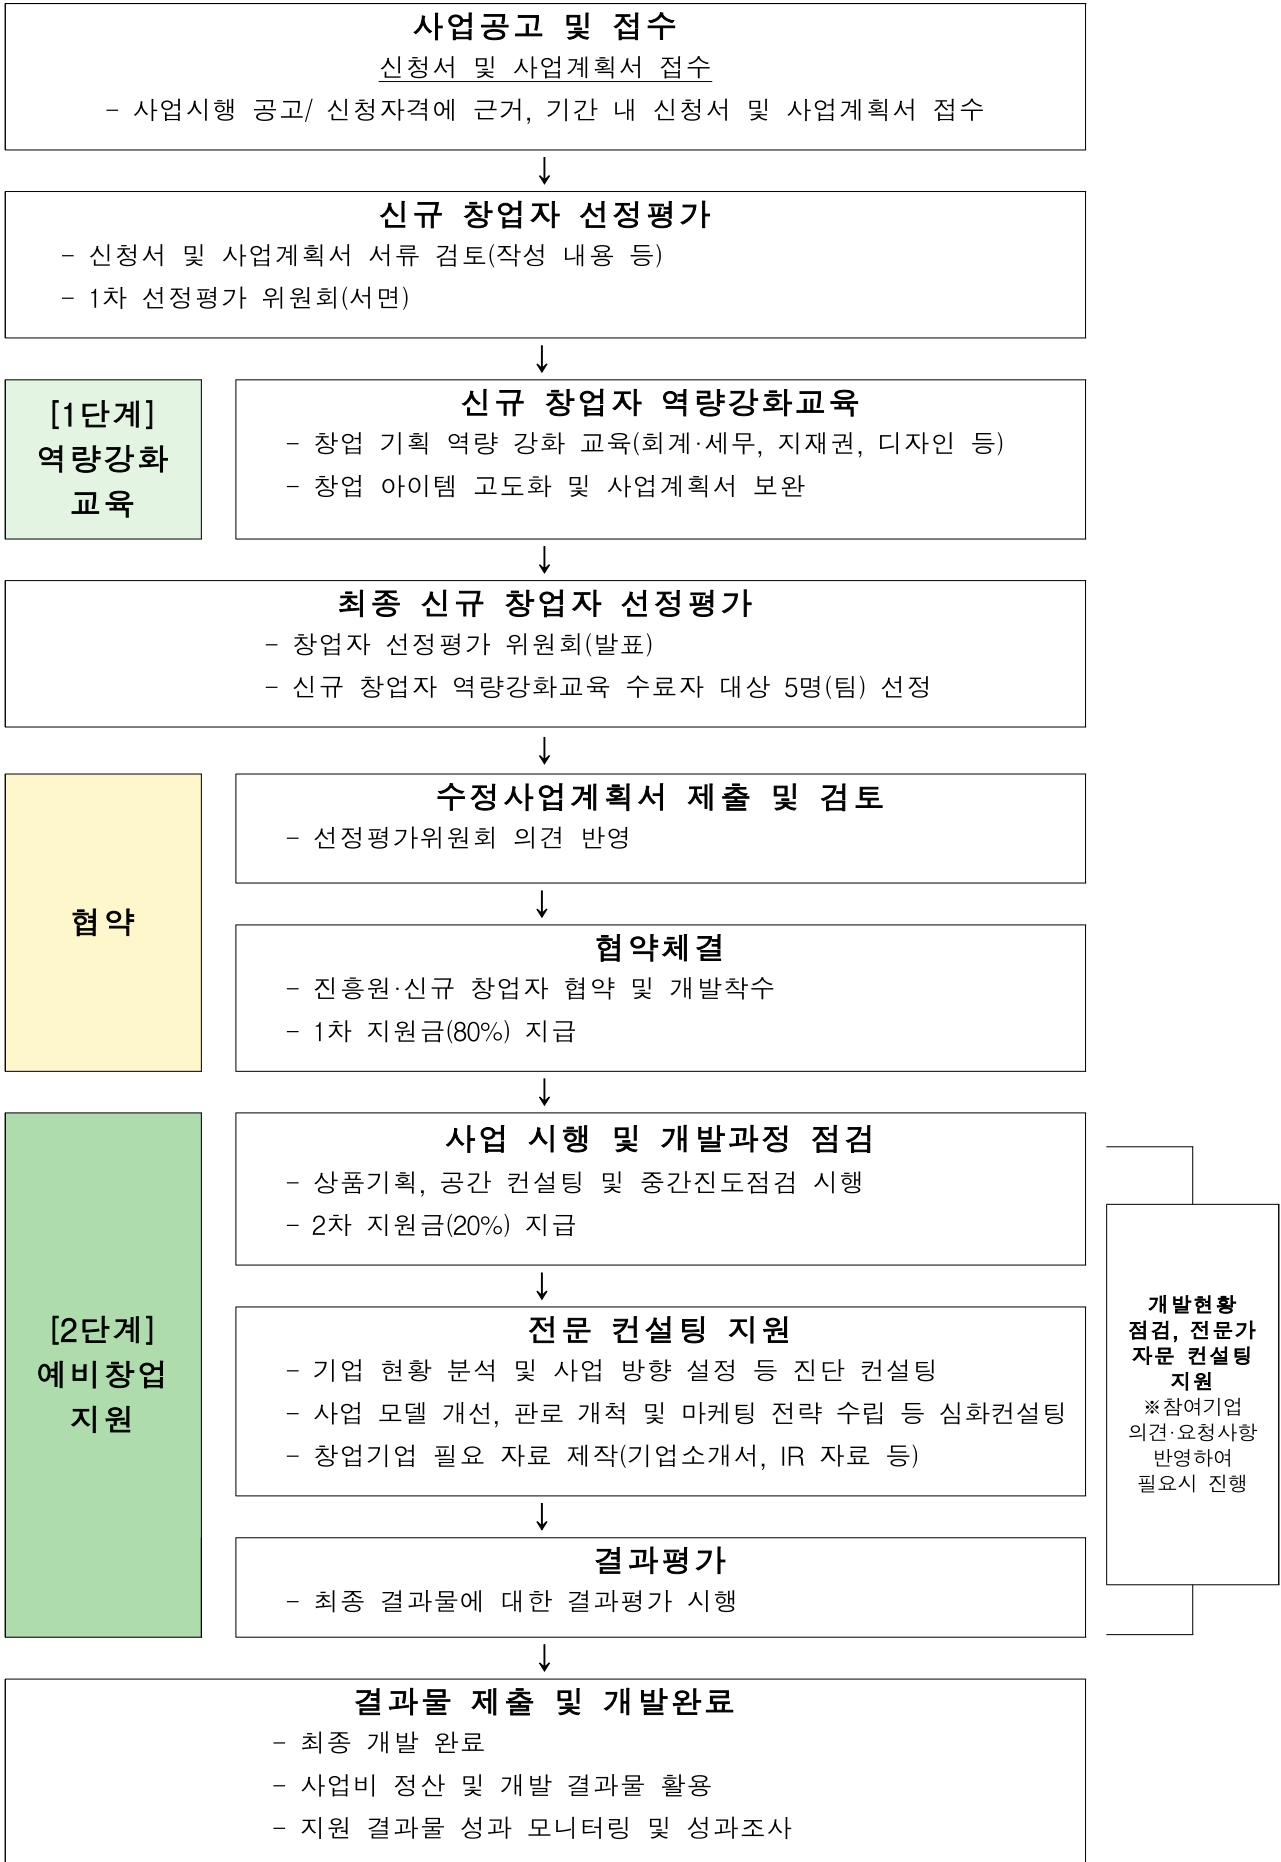 사업공고 및 접수
신청서 및 사업계획서 접수
- 사업시행 공고/ 신청자격에 근거, 기간 내 신청서 및 사업계획서 접수
↓
신규 창업자 선정평가
- 신청서 및 사업계획서 서류 검토(작성 내용 등)
- 1차 선정평가 위원회(서면)
↓
[1단계]
역량강화
교육
신규 창업자 역량강화교육
- 창업 기획 역량 강화 교육(회계·세무, 지재권, 디자인 등)
- 창업 아이템 고도화 및 사업계획서 보완
↓
최종 신규 창업자 선정평가
- 창업자 선정평가 위원회(발표)
- 신규 창업자 역량강화교육 수료자 대상 5명(팀) 선정
↓
협약
수정사업계획서 제출 및 검토
- 선정평가위원회 의견 반영
↓
협약체결
- 진흥원·신규 창업자 협약 및 개발착수
- 1차 지원금(80%) 지급
↓
[2단계]
예비창업
지원
사업 시행 및 개발과정 점검
- 상품기획, 공간 컨설팅 및 중간진도점검 시행
- 2차 지원금(20%) 지급
↓
전문 컨설팅 지원
- 기업 현황 분석 및 사업 방향 설정 등 진단 컨설팅
- 사업 모델 개선, 판로 개척 및 마케팅 전략 수립 등 심화컨설팅
- 창업기업 필요 자료 제작(기업소개서, IR 자료 등)
↓
결과평가
- 최종 결과물에 대한 결과평가 시행
개발현황
점검, 전문가
자문 컨설팅
지원
※참여기업
의견·요청사항
반영하여
필요시 진행
↓
결과물 제출 및 개발완료
- 최종 개발 완료
- 사업비 정산 및 개발 결과물 활용
- 지원 결과물 성과 모니터링 및 성과조사